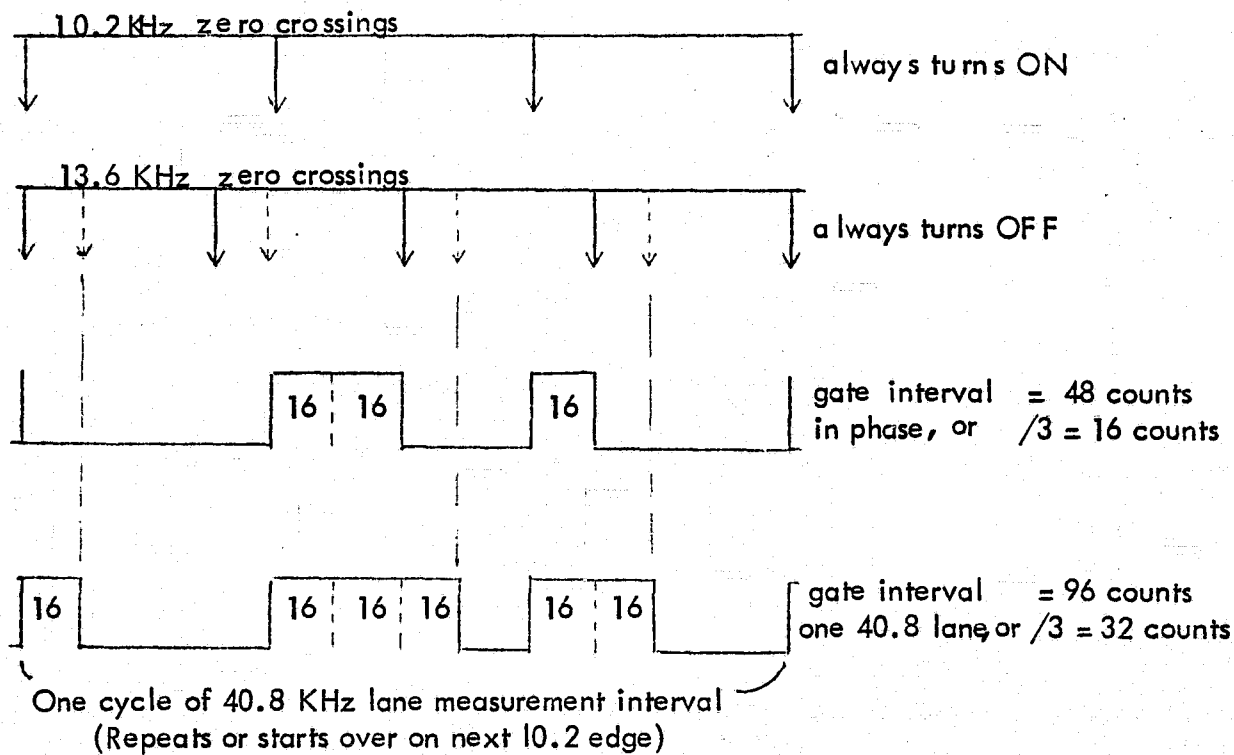 10.2 KHz zero crossings
always turns ON
13.6 KHz zero crossings
always turns OFF
16 16 16
gate interval = 48 counts
in phase, or /3 = 16 counts
16 16 16 16 16 16
gate interval = 96 counts
one 40.8 lane, or /3 = 32 counts
One cycle of 40.8 KHz lane measurement interval
(Repeats or starts over on next 10.2 edge)